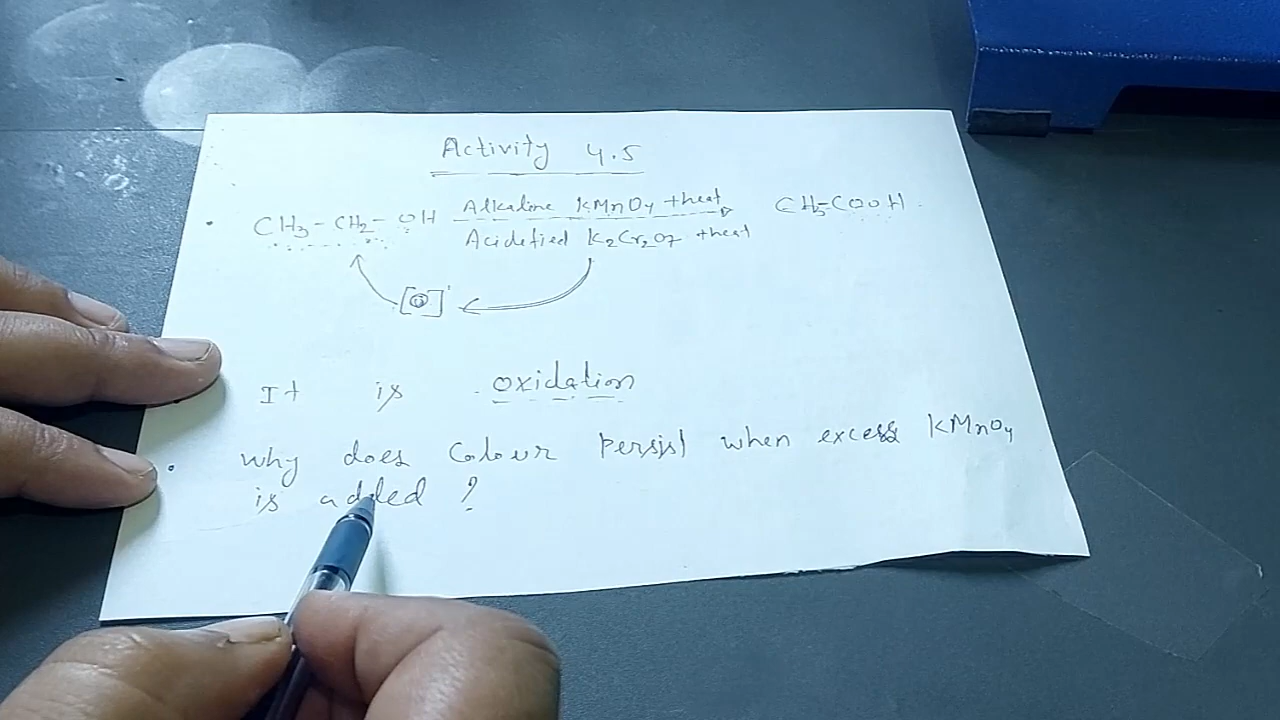 Activity 4.5
CH3-CH2-OH Alkaline KMnO4 + heat CH3-COOH
Acidefied K2Cr2O7 + heat
[O]
It is oxidation
Why does Colour Persist when excess KMnO4
is added ?